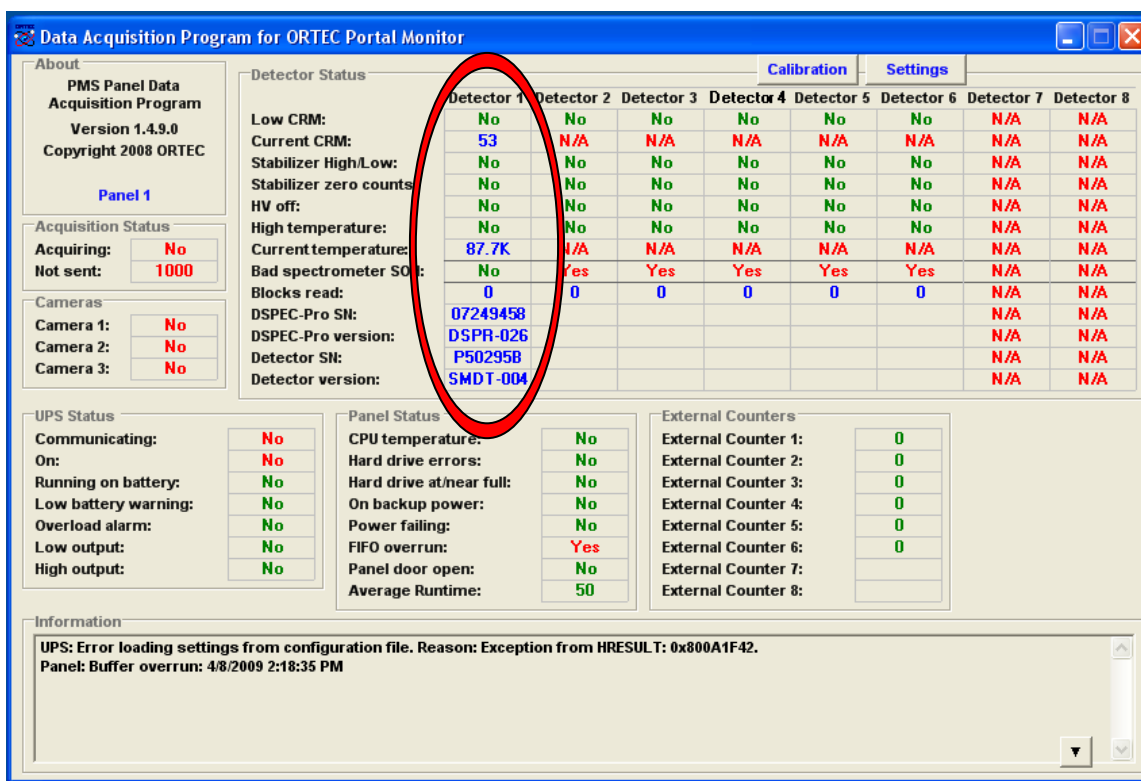 ORTEC
Data Acquisition Program for ORTEC Portal Monitor
About
PMS Panel Data
Acquisition Program
Version 1.4.9.0
Copyright 2008 ORTEC
Panel 1
Acquisition Status
Acquiring: No
Not sent: 1000
Cameras
Camera 1: No
Camera 2: No
Camera 3: No
Detector Status
Calibration Settings
Detector 1 Detector 2 Detector 3 Detector 4 Detector 5 Detector 6 Detector 7 Detector 8
Low CRM: No No No No No No N/A N/A
Current CRM: 53 N/A N/A N/A N/A N/A N/A N/A
Stabilizer High/Low: No No No No No No N/A N/A
Stabilizer zero counts No No No No No No N/A N/A
HV off: No No No No No No N/A N/A
High temperature: No No No No No No N/A N/A
Current temperature: 87.7K N/A N/A N/A N/A N/A N/A N/A
Bad spectrometer SOH: No Yes Yes Yes Yes Yes N/A N/A
Blocks read: 0 0 0 0 0 0 N/A N/A
DSPEC-Pro SN: 07249458 N/A N/A
DSPEC-Pro version: DSPR-026 N/A N/A
Detector SN: P50295B N/A N/A
Detector version: SMDT-004 N/A N/A
UPS Status
Communicating: No
On: No
Running on battery: No
Low battery warning: No
Overload alarm: No
Low output: No
High output: No
Panel Status
CPU temperature: No
Hard drive errors: No
Hard drive at/near full: No
On backup power: No
Power failing: No
FIFO overrun: Yes
Panel door open: No
Average Runtime: 50
External Counters
External Counter 1: 0
External Counter 2: 0
External Counter 3: 0
External Counter 4: 0
External Counter 5: 0
External Counter 6: 0
External Counter 7:
External Counter 8:
Information
UPS: Error loading settings from configuration file. Reason: Exception from HRESULT: 0x800A1F42.
Panel: Buffer overrun: 4/8/2009 2:18:35 PM